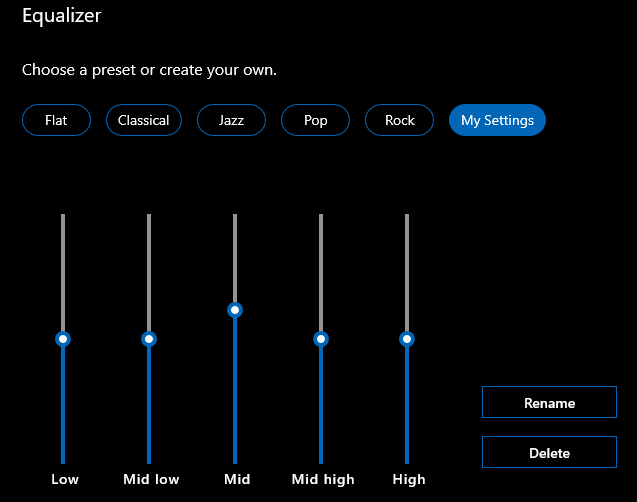 Equalizer
Choose a preset or create your own.
Flat Classical Jazz Pop Rock My Settings
Rename
Delete
Low Mid low Mid Mid high High